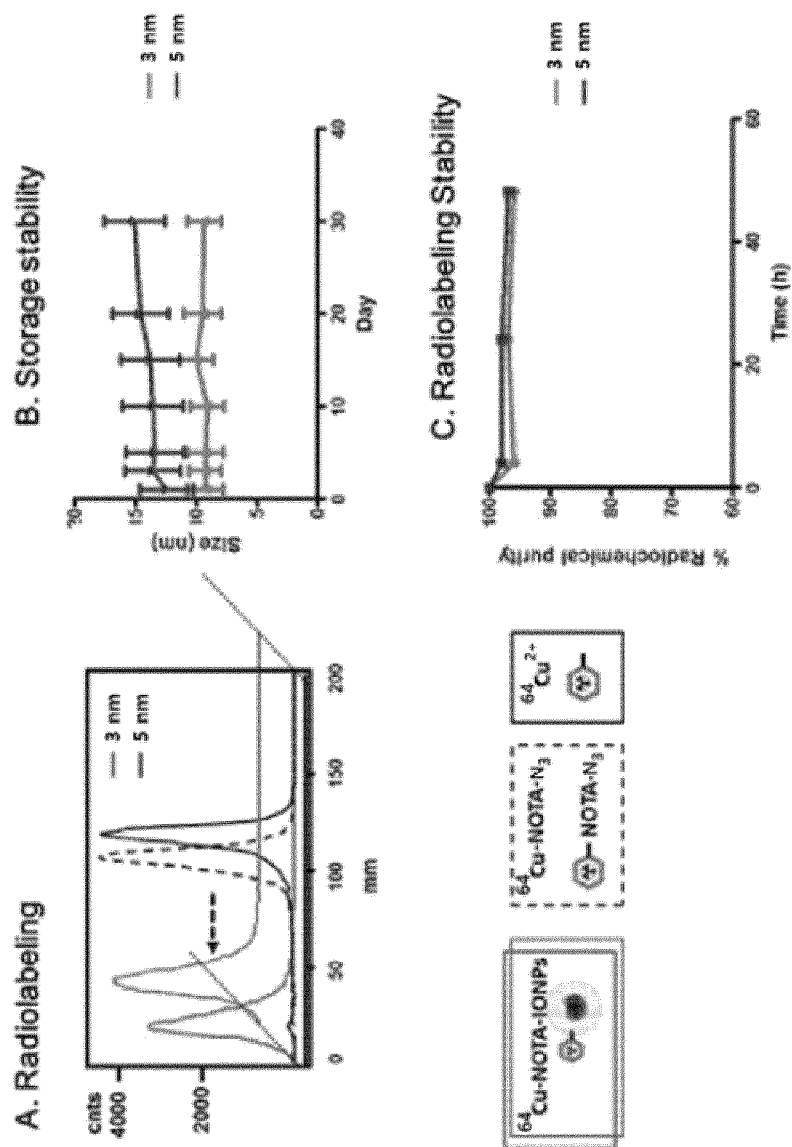 A. Radiolabeling
cnts
4000
2000
3 nm
5 nm
0
50
100
150
200
mm
64Cu-NOTA-IONPs
64Cu-NOTA-N3
NOTA-N3
64Cu2+
B. Storage stability
20
15
10
5
0
Size (nm)
0
10
20
30
40
Day
3 nm
5 nm
C. Radiolabeling Stability
100
90
80
70
60
% Radiochemical purity
0
20
40
60
Time (h)
3 nm
5 nm